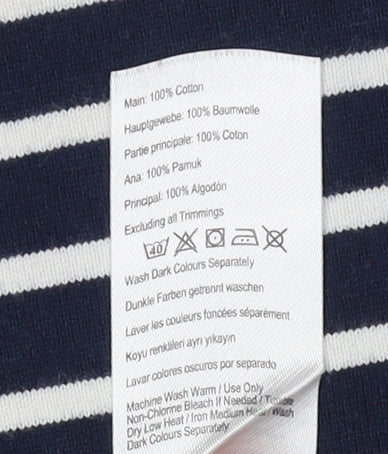 Main: 100% Cotton
Hauptgewebe: 100% Baumwolle
Partie principale: 100% Coton
Ana: 100% Pamuk
Principal: 100% Algodón
Excluding all Trimmings
40
Wash Dark Colours Separately
Dunkle Farben getrennt waschen
Laver les couleurs foncées séparément
Koyu renklileri ayrı yıkayın
Lavar colores oscuros por separado
Machine Wash Warm / Use Only
Non-Chlorine Bleach If Needed / Tumble
Dry Low Heat / Iron Medium Heat / Wash
Dark Colours Separately